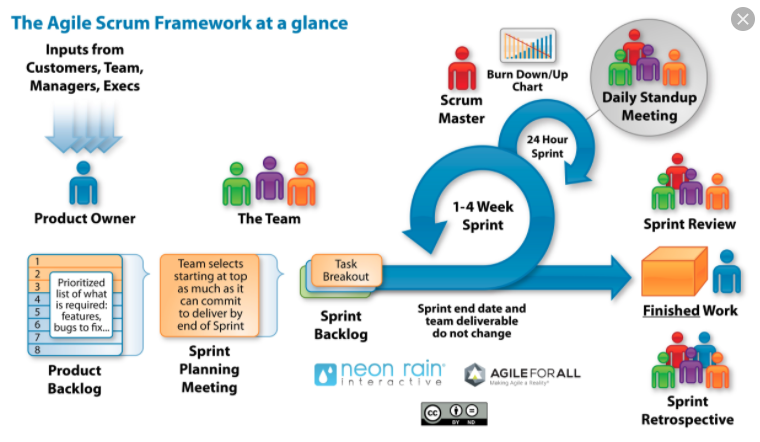 The Agile Scrum Framework at a glance
Inputs from
Customers, Team,
Managers, Execs
Product Owner
The Team
Scrum
Master
Burn Down/Up
Chart
Daily Standup
Meeting
24 Hour
Sprint
1-4 Week
Sprint
Sprint Review
1
2
3
4
5
6
7
8
Prioritized
list of what
is required:
features,
bugs to fix...
Product
Backlog
Team selects
starting at top
as much as it
can commit
to deliver by
end of Sprint
Sprint
Planning
Meeting
Task
Breakout
Sprint
Backlog
Sprint end date and
team deliverable
do not change
Finished Work
Sprint
Retrospective
neon rain
interactive
AGILE FOR ALL
Making Agile a Reality®
cc
BY ND